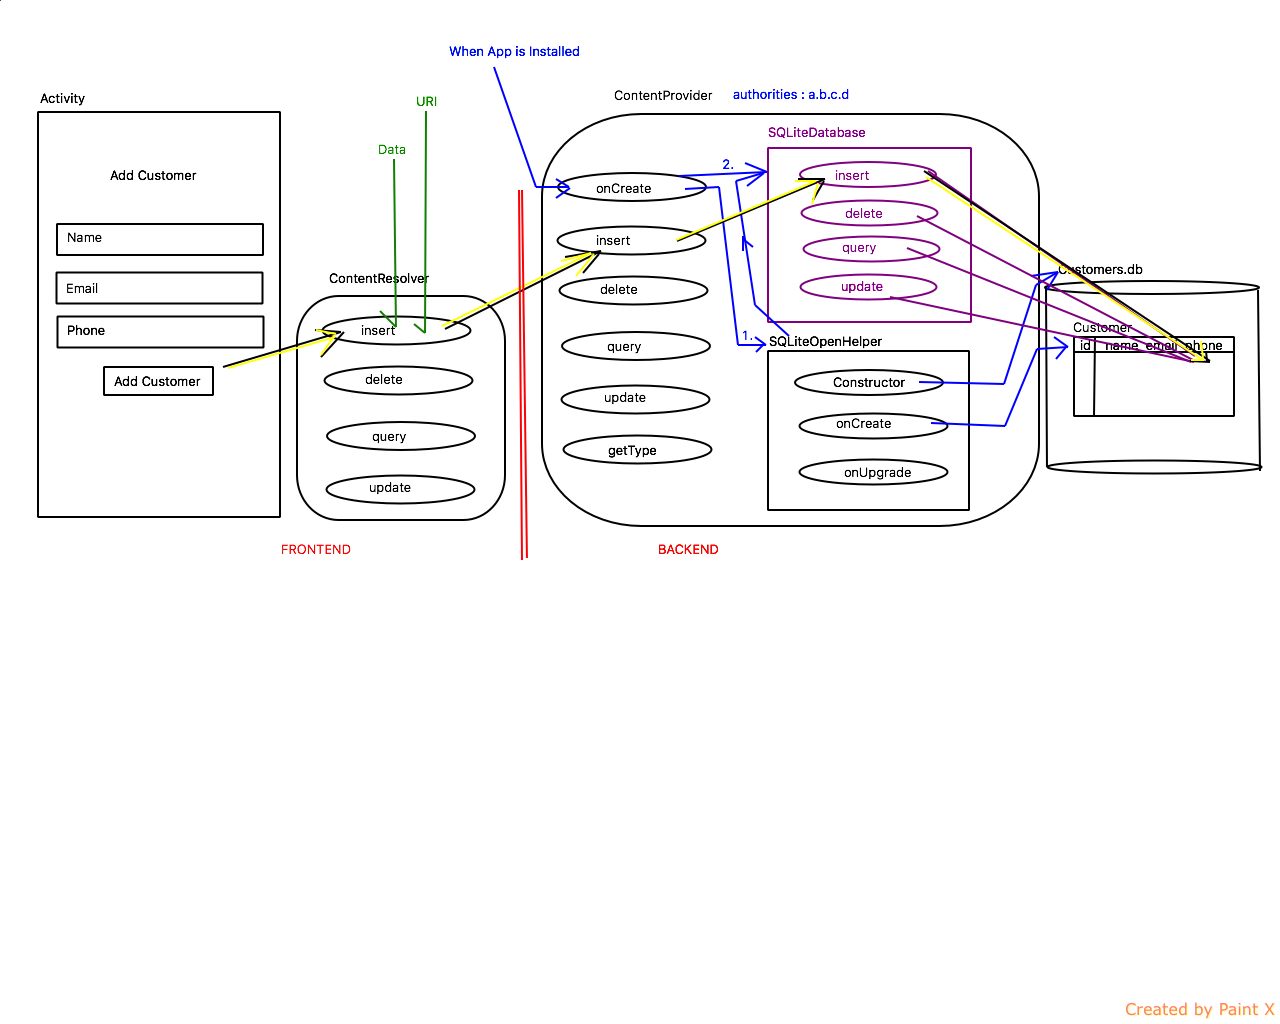 When App is Installed
Activity
URI
ContentProvider
authorities : a.b.c.d
Data
SQLiteDatabase
Add Customer
2.
onCreate
insert
insert
delete
query
update
Name
Email
Phone
Add Customer
ContentResolver
insert
delete
query
update
delete
query
update
getType
1.
SQLiteOpenHelper
Constructor
onCreate
onUpgrade
Customers.db
Customer
id name email phone
FRONTEND
BACKEND
Created by Paint X